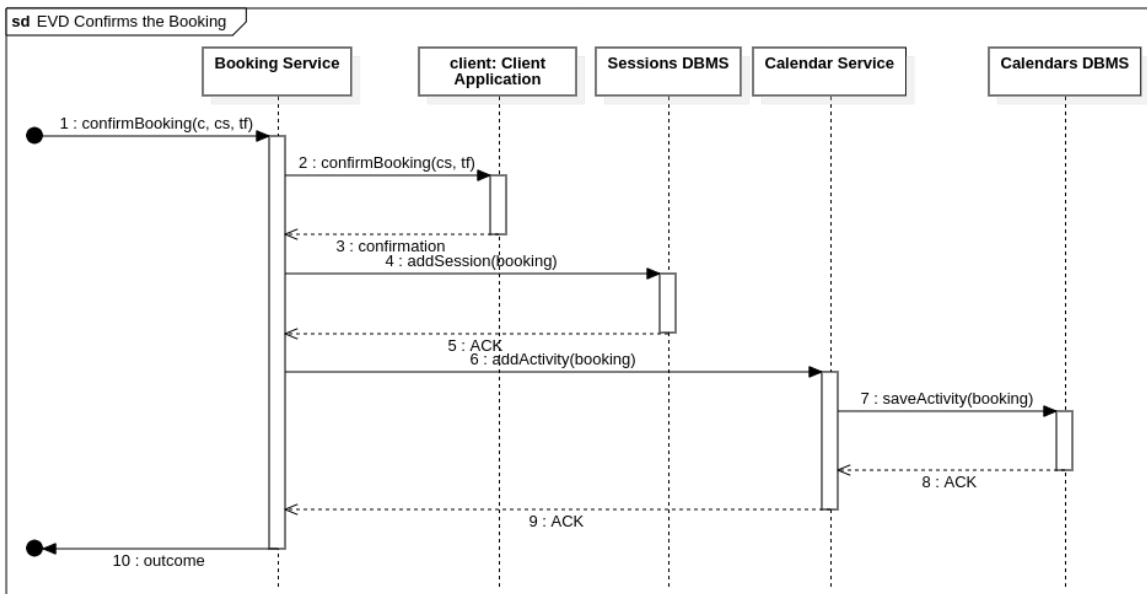 sd EVD Confirms the Booking
Booking Service
client: Client
Application
Sessions DBMS
Calendar Service
Calendars DBMS
1 : confirmBooking(c, cs, tf)
2 : confirmBooking(cs, tf)
3 : confirmation
4 : addSession(booking)
5 : ACK
6 : addActivity(booking)
7 : saveActivity(booking)
8 : ACK
9 : ACK
10 : outcome